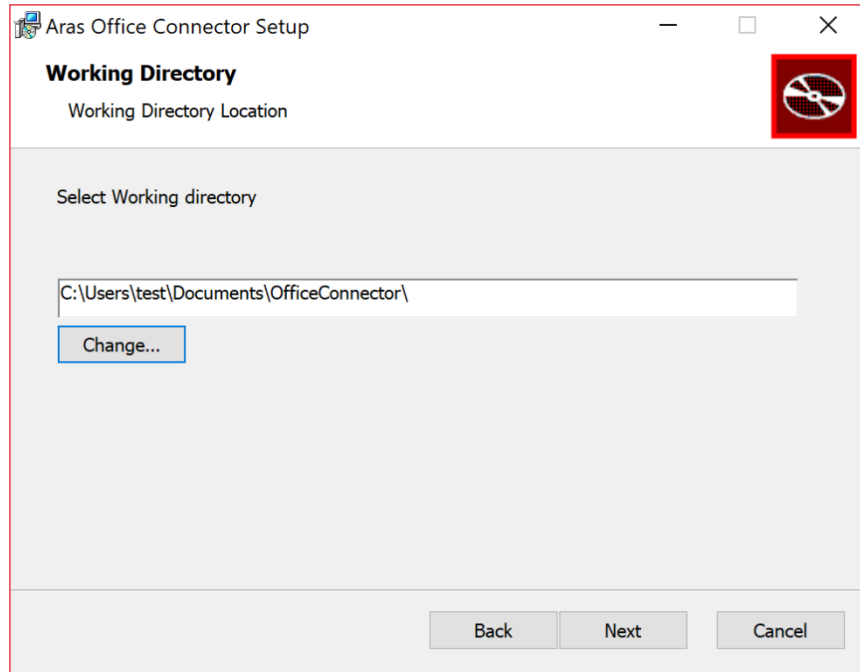 Aras Office Connector Setup
Working Directory
Working Directory Location
Select Working directory
C:\Users\test\Documents\OfficeConnector\
Change...
Back Next Cancel